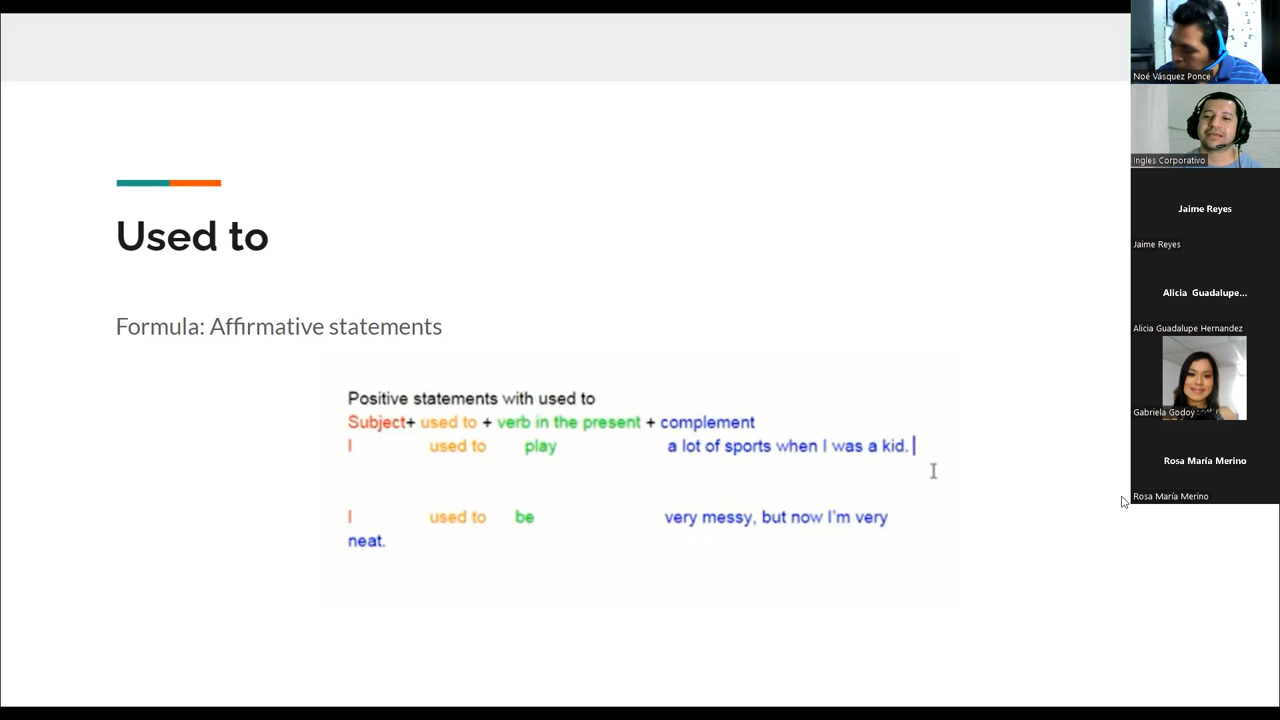 Used to
Formula: Affirmative statements
Positive statements with used to
Subject+ used to + verb in the present + complement
I used to play a lot of sports when I was a kid.
I used to be very messy, but now I'm very
neat.
Noé Vásquez Ponce
Ingles Corporativo
Jaime Reyes
Jaime Reyes
Alicia Guadalupe...
Alicia Guadalupe Hernandez
Gabriela Godoy
Rosa María Merino
Rosa María Merino